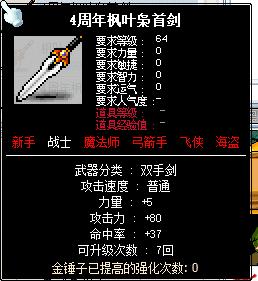 4周年枫叶枭首剑
要求等级： 64
要求力量： 0
要求敏捷： 0
要求智力： 0
要求运气： 0
要求人气度： -
道具等级： -
道具经验值： -
新手 战士 魔法师 弓箭手 飞侠 海盗
武器分类 : 双手剑
攻击速度 : 普通
力量 : +5
攻击力 : +80
命中率 : +37
可升级次数 : 7回
金锤子已提高的强化次数: 0